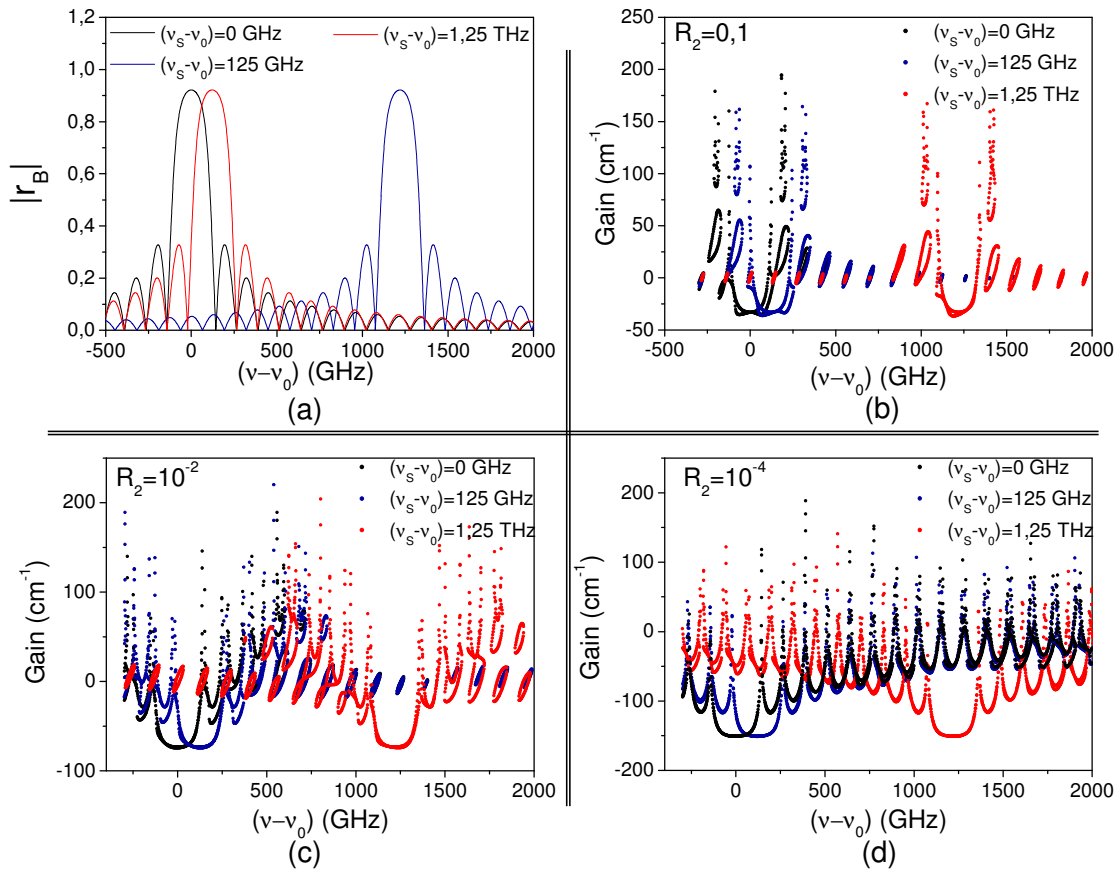 1,2
1,0
0,8
0,6
0,4
0,2
0,0
|r_B|
(ν_S-ν_0)=0 GHz
(ν_S-ν_0)=1,25 THz
(ν_S-ν_0)=125 GHz
-500 0 500 1000 1500 2000
(ν-ν_0) (GHz)
(a)
250
200
150
100
50
0
-50
Gain (cm^-1)
R_2=0,1
(ν_S-ν_0)=0 GHz
(ν_S-ν_0)=125 GHz
(ν_S-ν_0)=1,25 THz
-500 0 500 1000 1500 2000
(ν-ν_0) (GHz)
(b)
200
100
0
-100
Gain (cm^-1)
R_2=10^-2
(ν_S-ν_0)=0 GHz
(ν_S-ν_0)=125 GHz
(ν_S-ν_0)=1,25 THz
0 500 1000 1500 2000
(ν-ν_0) (GHz)
(c)
200
100
0
-100
-200
Gain (cm^-1)
R_2=10^-4
(ν_S-ν_0)=0 GHz
(ν_S-ν_0)=125 GHz
(ν_S-ν_0)=1,25 THz
0 500 1000 1500 2000
(ν-ν_0) (GHz)
(d)